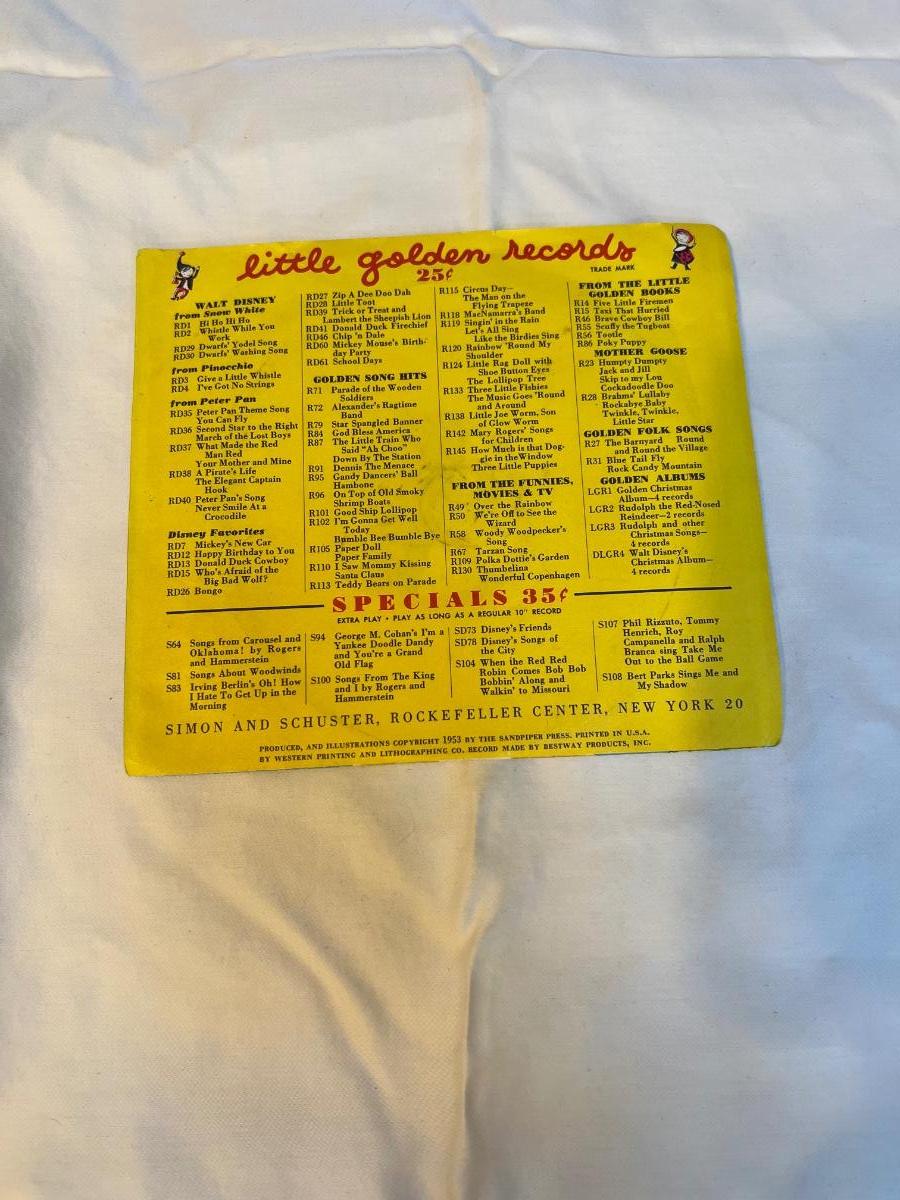 little golden records
25¢
TRADE MARK
WALT DISNEY
from Snow White
RD1 Hi Ho Hi Ho
RD2 Whistle While You
Work
RD29 Dwarfs' Yodel Song
RD30 Dwarfs' Washing Song
from Pinocchio
RD3 Give a Little Whistle
RD4 I've Got No Strings
from Peter Pan
RD35 Peter Pan Theme Song
You Can Fly
RD36 Second Star to the Right
March of the Lost Boys
RD37 What Made the Red
Man Red
Your Mother and Mine
RD38 A Pirate's Life
The Elegant Captain
Hook
RD40 Peter Pan's Song
Never Smile At a
Crocodile
Disney Favorites
RD7 Mickey's New Car
RD12 Happy Birthday to You
RD13 Donald Duck Cowboy
RD15 Who's Afraid of the
Big Bad Wolf?
RD26 Bongo
RD27 Zip A Dee Doo Dah
RD28 Little Toot
RD39 Trick or Treat and
Lambert the Sheepish Lion
RD41 Donald Duck Firechief
RD46 Chip 'n Dale
RD60 Mickey Mouse's Birth-
day Party
RD61 School Days
GOLDEN SONG HITS
R71 Parade of the Wooden
Soldiers
R72 Alexander's Ragtime
Band
R79 Star Spangled Banner
R84 God Bless America
R87 The Little Train Who
Said "Ah Choo"
Down By The Station
R91 Dennis The Menace
R95 Gandy Dancers' Ball
Hambone
R96 On Top of Old Smoky
Shrimp Boats
R101 Good Ship Lollipop
R102 I'm Gonna Get Well
Today
Bumble Bee Bumble Bye
R105 Paper Doll
Paper Family
R110 I Saw Mommy Kissing
Santa Claus
R113 Teddy Bears on Parade
R115 Circus Day—
The Man on the
Flying Trapeze
R118 MacNamarra's Band
R119 Singin' in the Rain
Let's All Sing
Like the Birdies Sing
R120 Rainbow 'Round My
Shoulder
R124 Little Rag Doll with
Shoe Button Eyes
The Lollipop Tree
R133 Three Little Fishies
The Music Goes 'Round
and Around
R138 Little Joe Worm, Son
of Glow Worm
R142 Mary Rogers' Songs
for Children
R145 How Much is that Dog-
gie in the Window
Three Little Puppies
FROM THE FUNNIES,
MOVIES & TV
R49 Over the Rainbow
R50 We're Off to See the
Wizard
R58 Woody Woodpecker's
Song
R67 Tarzan Song
R109 Polka Dottie's Garden
R130 Thumbelina
Wonderful Copenhagen
FROM THE LITTLE
GOLDEN BOOKS
R14 Five Little Firemen
R15 Taxi That Hurried
R46 Brave Cowboy Bill
R55 Scuffy the Tugboat
R56 Tootle
R86 Poky Puppy
MOTHER GOOSE
R23 Humpty Dumpty
Jack and Jill
Skip to my Lou
Cockadoodle Doo
R28 Brahms' Lullaby
Rockabye Baby
Twinkle, Twinkle,
Little Star
GOLDEN FOLK SONGS
R27 The Barnyard Round
and Round the Village
R31 Blue Tail Fly
Rock Candy Mountain
GOLDEN ALBUMS
LGR1 Golden Christmas
Album—4 records
LGR2 Rudolph the Red-Nosed
Reindeer—2 records
LGR3 Rudolph and other
Christmas Songs—
4 records
DLGR4 Walt Disney's
Christmas Album—
4 records
SPECIALS 35¢
EXTRA PLAY • PLAY AS LONG AS A REGULAR 10" RECORD
S64 Songs from Carousel and
Oklahoma! by Rogers
and Hammerstein
S81 Songs About Woodwinds
S83 Irving Berlin's Oh! How
I Hate To Get Up in the
Morning
S94 George M. Cohan's I'm a
Yankee Doodle Dandy
and You're a Grand
Old Flag
S100 Songs From The King
and I by Rogers and
Hammerstein
SD73 Disney's Friends
SD78 Disney's Songs of
the City
S104 When the Red Red
Robin Comes Bob Bob
Bobbin' Along and
Walkin' to Missouri
S107 Phil Rizzuto, Tommy
Henrich, Roy
Campanella and Ralph
Branca sing Take Me
Out to the Ball Game
S108 Bert Parks Sings Me and
My Shadow
SIMON AND SCHUSTER, ROCKEFELLER CENTER, NEW YORK 20
PRODUCED, AND ILLUSTRATIONS COPYRIGHT 1953 BY THE SANDPIPER PRESS. PRINTED IN U.S.A.
BY WESTERN PRINTING AND LITHOGRAPHING CO. RECORD MADE BY BESTWAY PRODUCTS, INC.